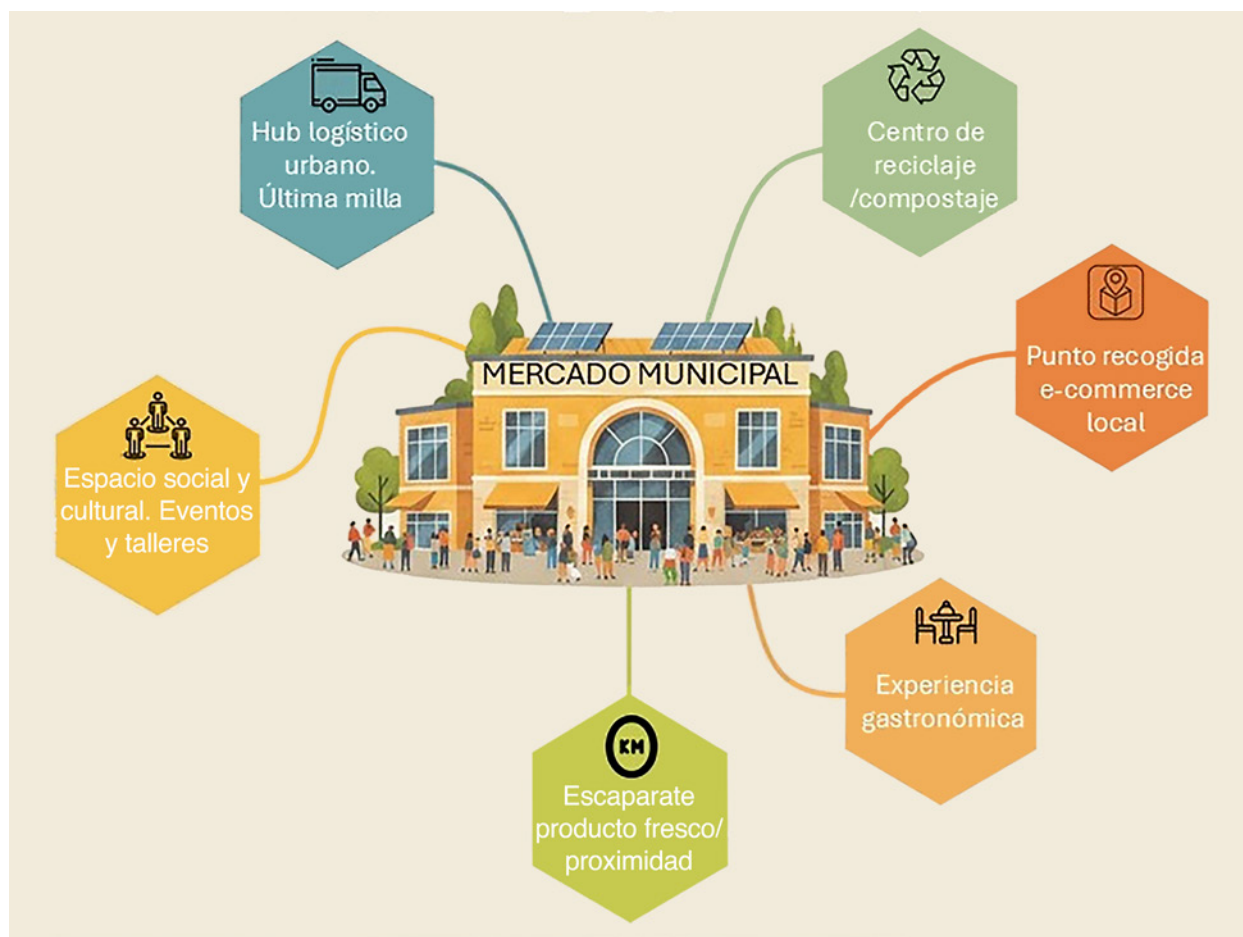 Hub logístico
urbano.
Última milla
Centro de
reciclaje
/compostaje
Punto recogida
e-commerce
local
MERCADO MUNICIPAL
Espacio social y
cultural. Eventos
y talleres
Experiencia
gastronómica
KM
Escaparate
producto fresco/
proximidad